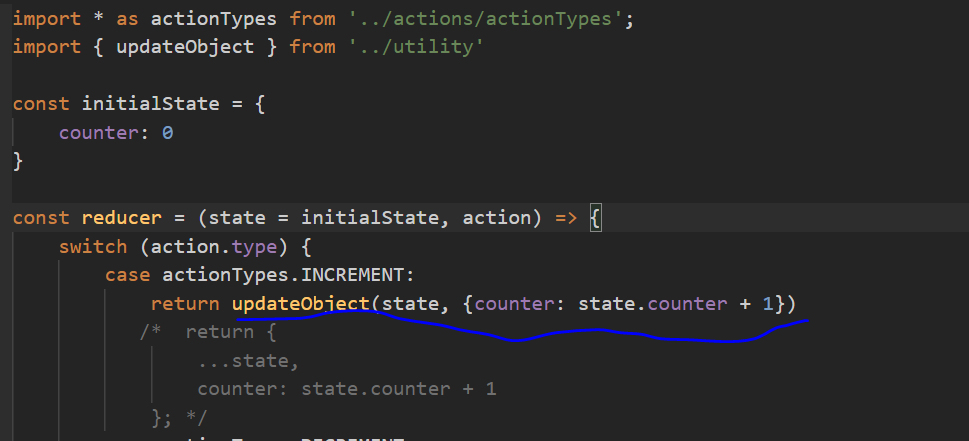 import * as actionTypes from '../actions/actionTypes';
import { updateObject } from '../utility'
const initialState = {
counter: 0
}
const reducer = (state = initialState, action) => {
switch (action.type) {
case actionTypes.INCREMENT:
return updateObject(state, {counter: state.counter + 1})
/* return {
...state,
counter: state.counter + 1
}; */